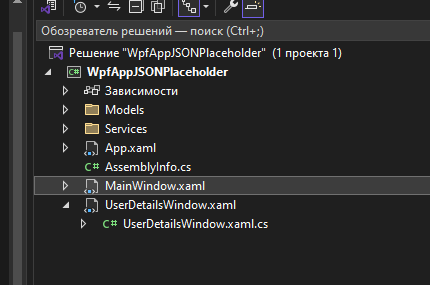 Обозреватель решений — поиск (Ctrl+;)
Решение "WpfAppJSONPlaceholder" (1 проекта 1)
C# WpfAppJSONPlaceholder
Зависимости
Models
Services
App.xaml
C# AssemblyInfo.cs
MainWindow.xaml
UserDetailsWindow.xaml
C# UserDetailsWindow.xaml.cs